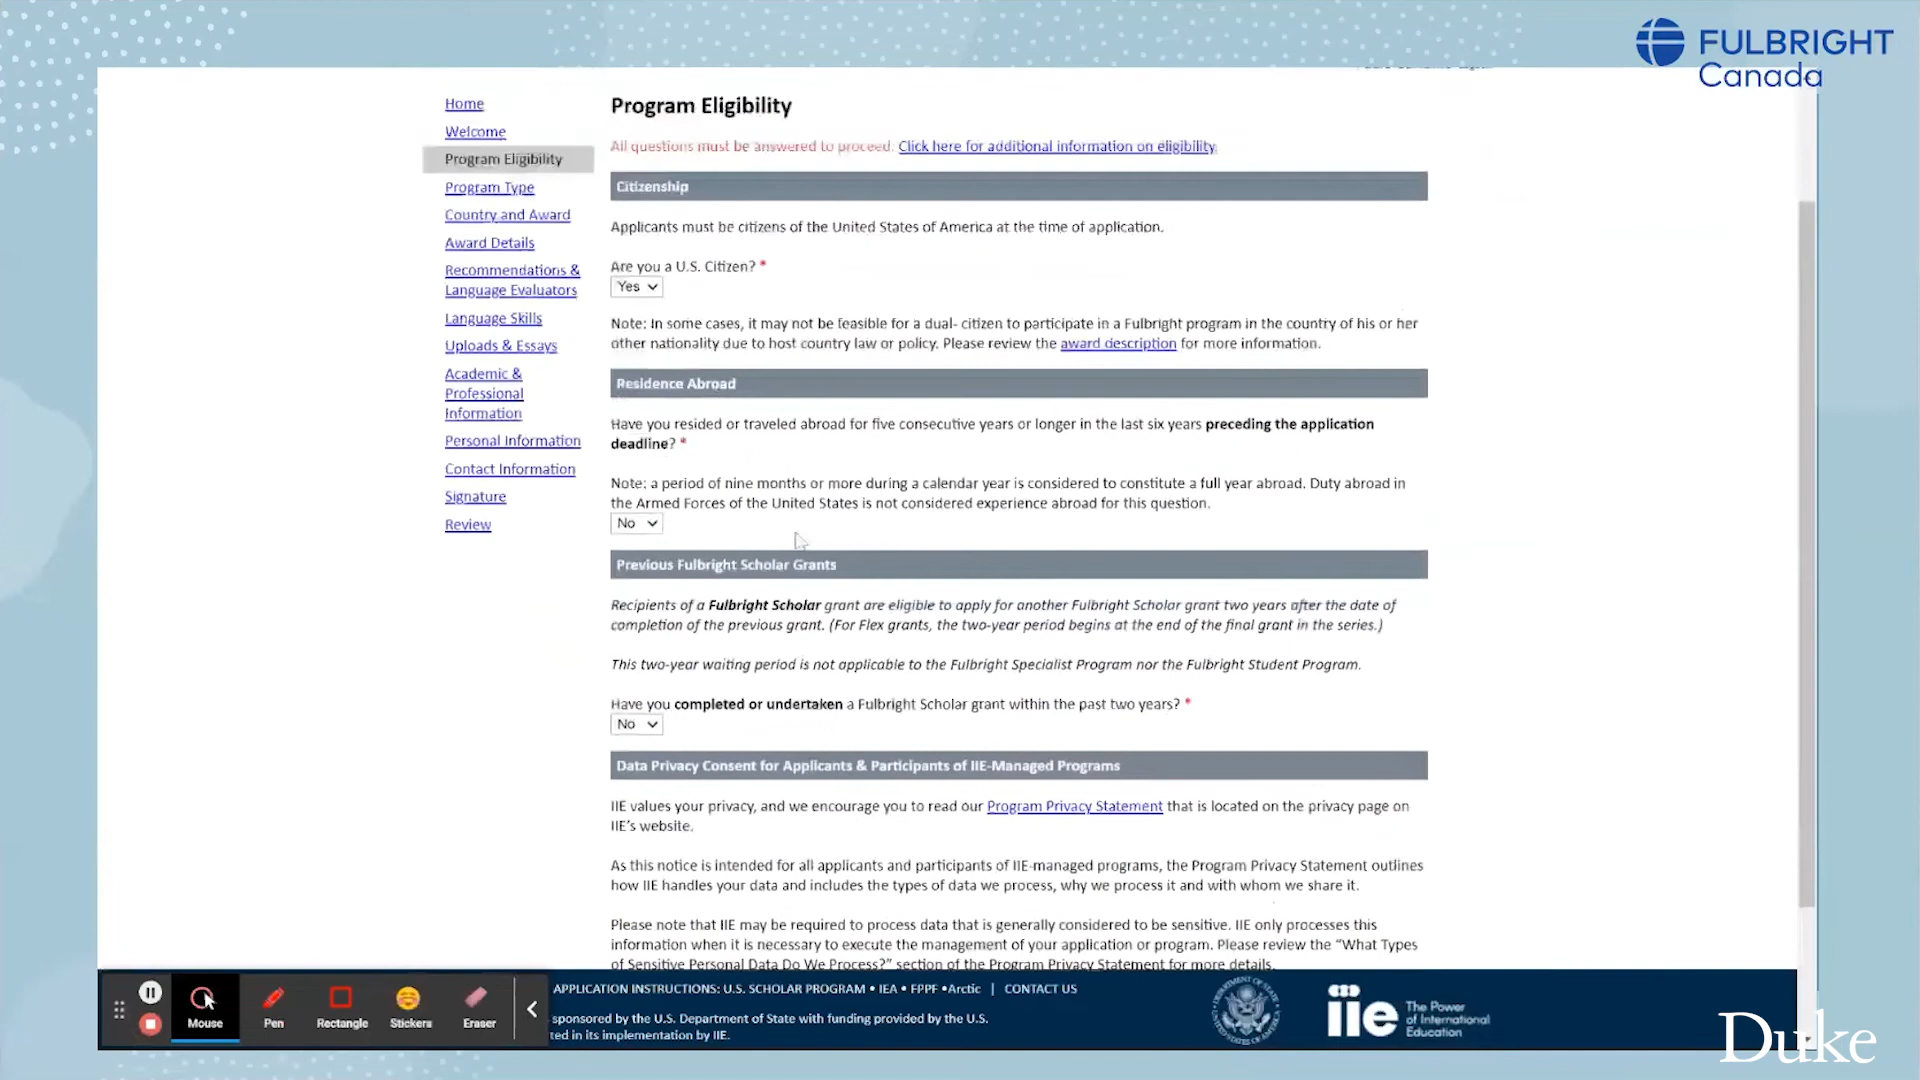 FULBRIGHT
Canada
Home
Welcome
Program Eligibility
Program Type
Country and Award
Award Details
Recommendations &
Language Evaluators
Language Skills
Uploads & Essays
Academic &
Professional
Information
Personal Information
Contact Information
Signature
Review
Program Eligibility
All questions must be answered to proceed. Click here for additional information on eligibility.
Citizenship
Applicants must be citizens of the United States of America at the time of application.
Are you a U.S. Citizen? *
Yes
Note: In some cases, it may not be feasible for a dual- citizen to participate in a Fulbright program in the country of his or her
other nationality due to host country law or policy. Please review the award description for more information.
Residence Abroad
Have you resided or traveled abroad for five consecutive years or longer in the last six years preceding the application
deadline? *
Note: a period of nine months or more during a calendar year is considered to constitute a full year abroad. Duty abroad in
the Armed Forces of the United States is not considered experience abroad for this question.
No
Previous Fulbright Scholar Grants
Recipients of a Fulbright Scholar grant are eligible to apply for another Fulbright Scholar grant two years after the date of
completion of the previous grant. (For Flex grants, the two-year period begins at the end of the final grant in the series.)
This two-year waiting period is not applicable to the Fulbright Specialist Program nor the Fulbright Student Program.
Have you completed or undertaken a Fulbright Scholar grant within the past two years? *
No
Data Privacy Consent for Applicants & Participants of IIE-Managed Programs
IIE values your privacy, and we encourage you to read our Program Privacy Statement that is located on the privacy page on
IIE's website.
As this notice is intended for all applicants and participants of IIE-managed programs, the Program Privacy Statement outlines
how IIE handles your data and includes the types of data we process, why we process it and with whom we share it.
Please note that IIE may be required to process data that is generally considered to be sensitive. IIE only processes this
information when it is necessary to execute the management of your application or program. Please review the "What Types
of Sensitive Personal Data Do We Process?" section of the Program Privacy Statement for more details.
Mouse
Pen
Rectangle
Stickers
Eraser
APPLICATION INSTRUCTIONS: U.S. SCHOLAR PROGRAM • IEA • FPPF •Arctic | CONTACT US
sponsored by the U.S. Department of State with funding provided by the U.S.
ted in its implementation by IIE.
iie
The Power
of International
Education
Duke